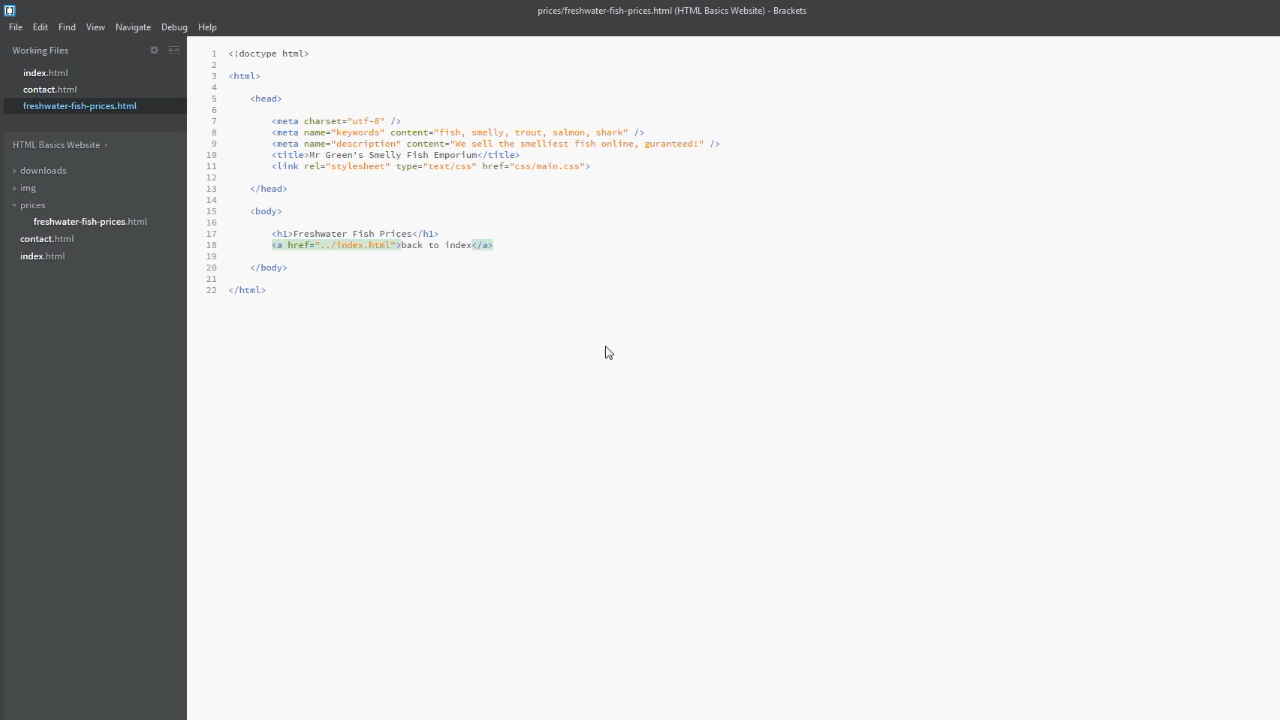 prices/freshwater-fish-prices.html (HTML Basics Website) - Brackets
File Edit Find View Navigate Debug Help
Working Files
index.html
contact.html
freshwater-fish-prices.html
HTML Basics Website
downloads
img
prices
freshwater-fish-prices.html
contact.html
index.html
1 <!doctype html>
2
3 <html>
4
5 <head>
6
7 <meta charset="utf-8" />
8 <meta name="keywords" content="fish, smelly, trout, salmon, shark" />
9 <meta name="description" content="We sell the smelliest fish online, guranteed!" />
10 <title>Mr Green's Smelly Fish Emporium</title>
11 <link rel="stylesheet" type="text/css" href="css/main.css">
12
13 </head>
14
15 <body>
16
17 <h1>Freshwater Fish Prices</h1>
18 <a href="../index.html">back to index</a>
19
20 </body>
21
22 </html>